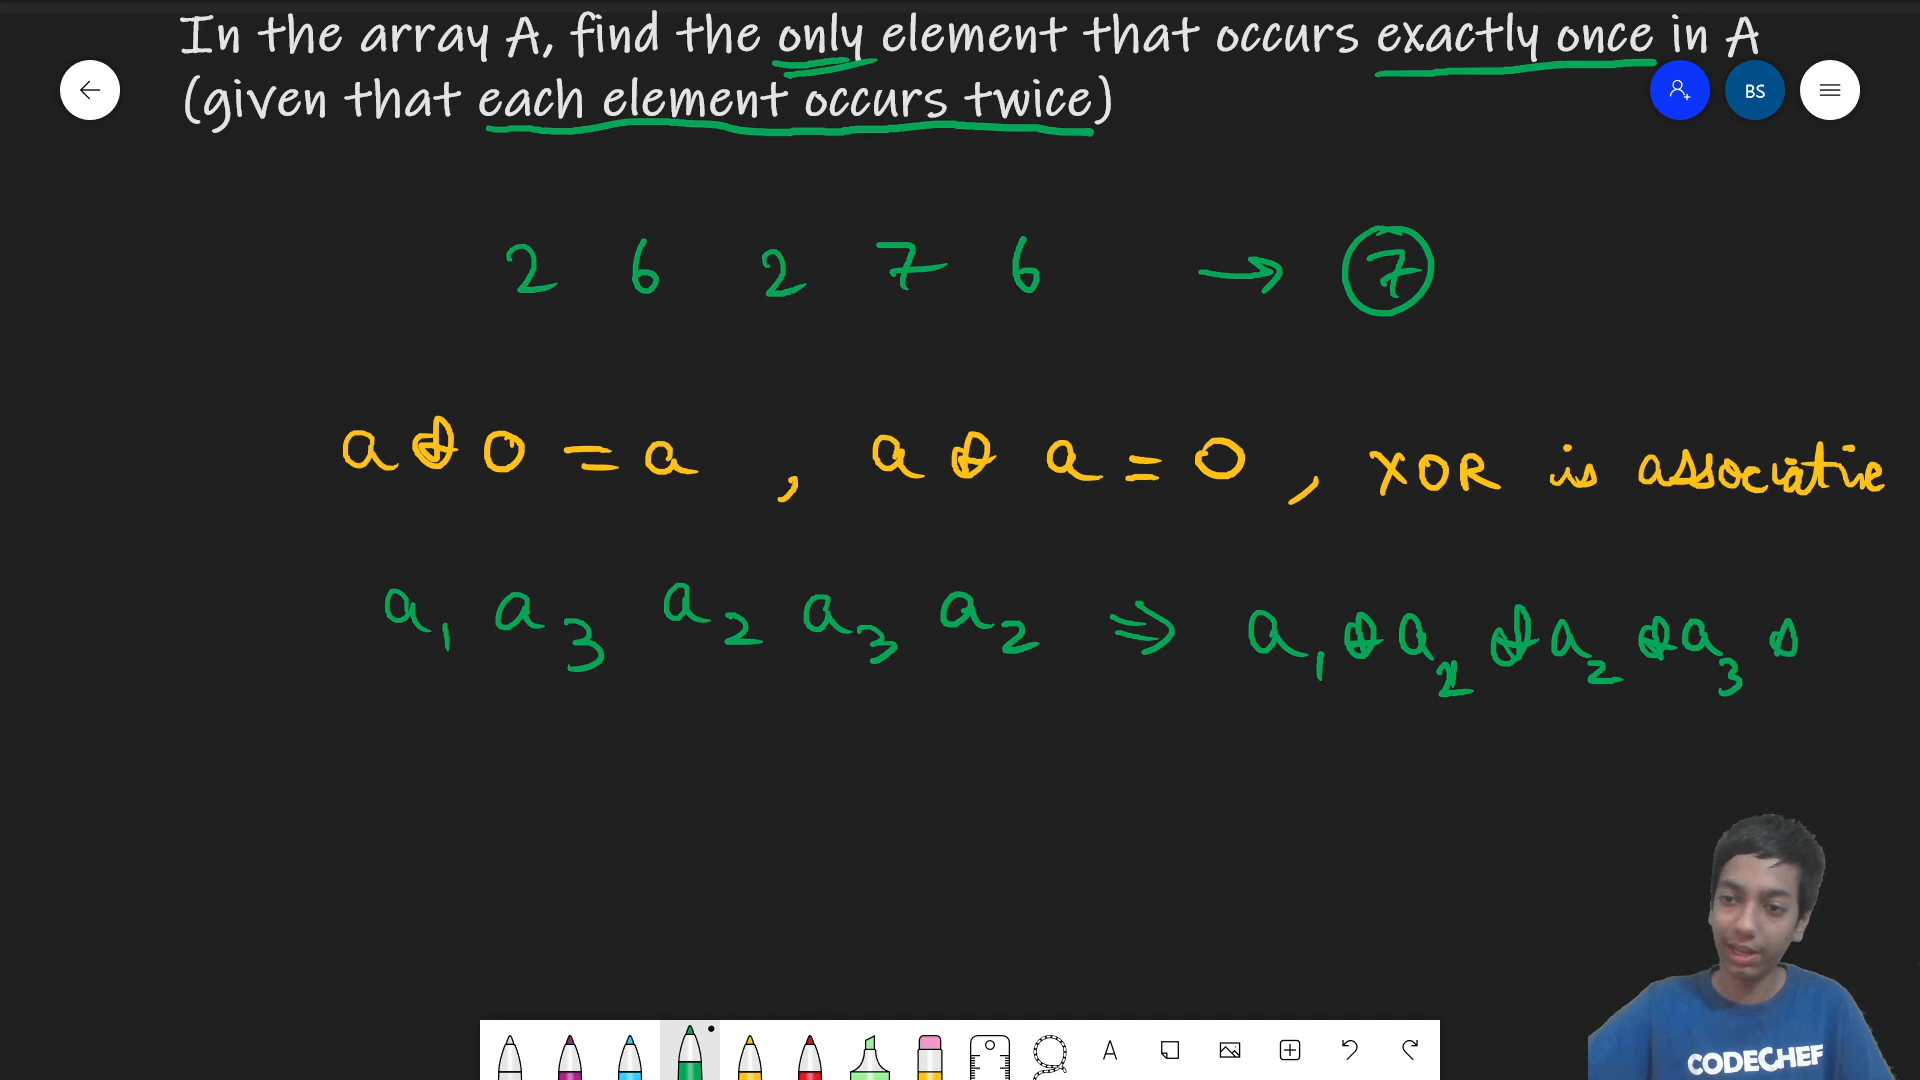 In the array A, find the only element that occurs exactly once in A
(given that each element occurs twice)
BS
2 6 2 7 6 → 7
a ⊕ 0 = a , a ⊕ a = 0 , XOR is associative
a₁ a₃ a₂ a₃ a₂ ⇒ a₁ ⊕ a₂ ⊕ a₂ ⊕ a₃
A
CODECHEF